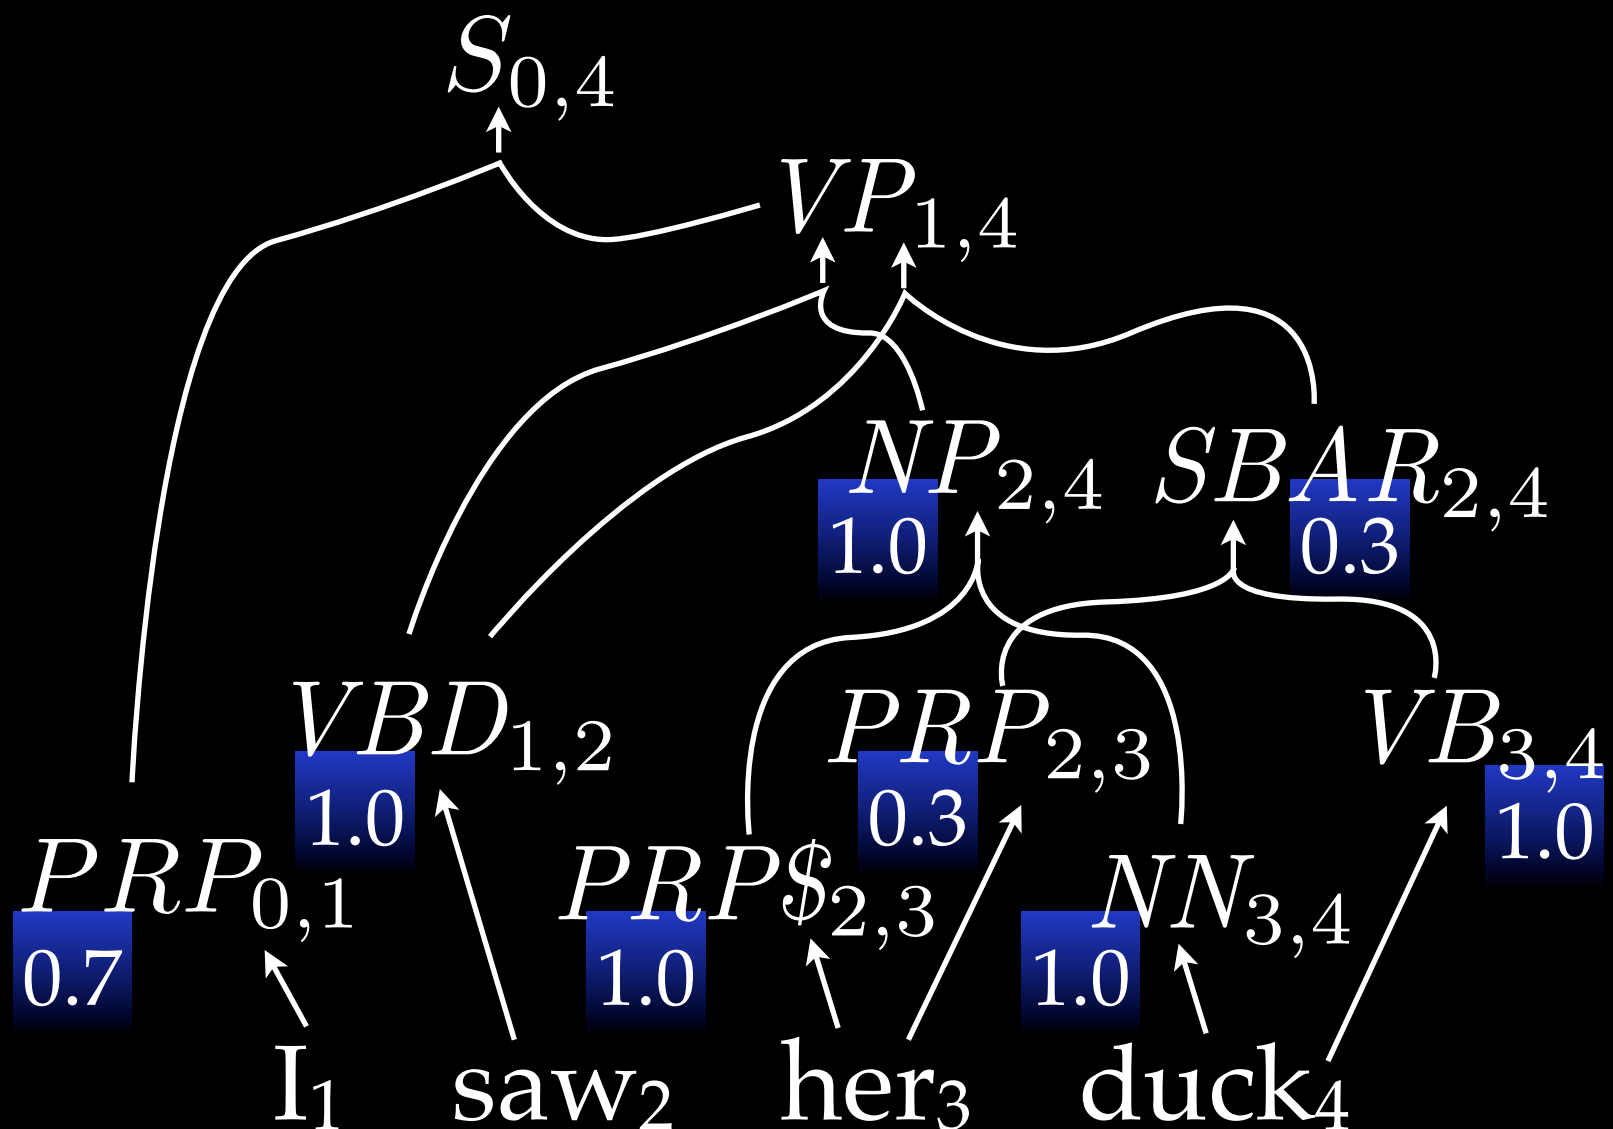 S0,4
VP1,4
NP2,4 SBAR2,4
1.0 0.3
VBD1,2 PRP2,3 VB3,4
1.0 0.3 1.0
PRP0,1 PRP$2,3 NN3,4
0.7 1.0 1.0
I1 saw2 her3 duck4